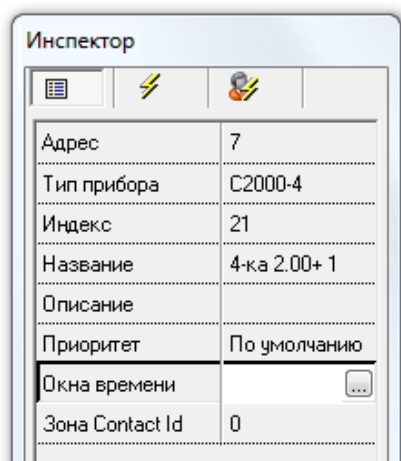 Инспектор
Адрес 7
Тип прибора С2000-4
Индекс 21
Название 4-ка 2.00+ 1
Описание
Приоритет По умолчанию
Окна времени ...
Зона Contact Id 0